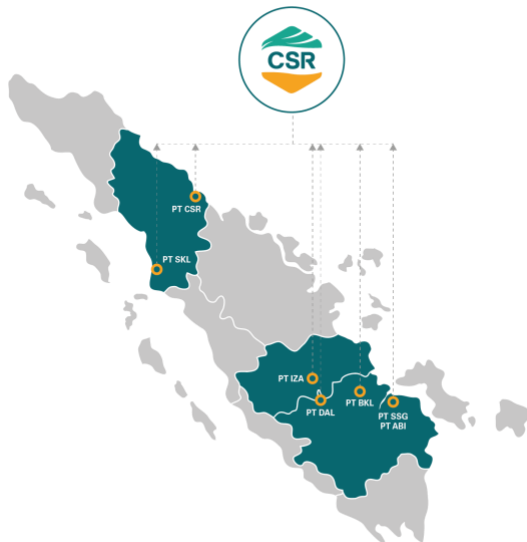 CSR
PT CSR
PT SKL
PT IZA
PT DAL
PT BKL
PT SSG
PT ABI